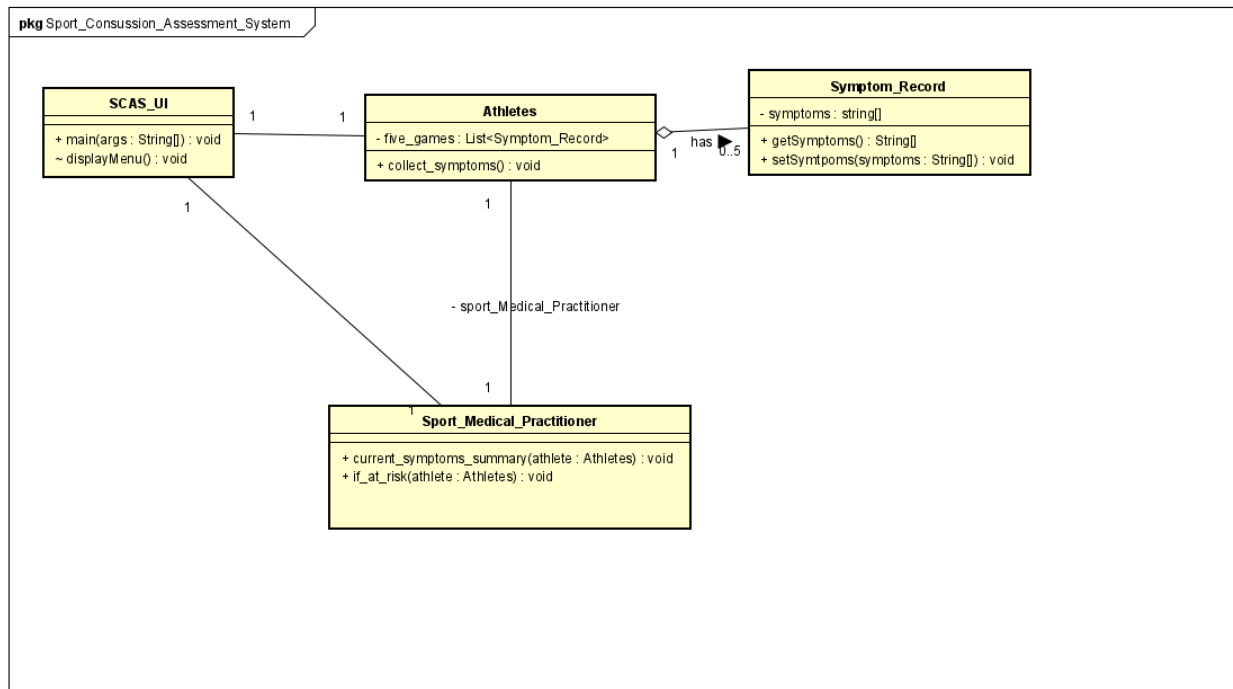 pkg Sport_Consussion_Assessment_System
SCAS_UI
+ main(args : String[]) : void
~ displayMenu() : void
1
1
Athletes
- five_games : List<Symptom_Record>
+ collect_symptoms() : void
has
1
0..5
Symptom_Record
- symptoms : string[]
+ getSymptoms() : String[]
+ setSymtpoms(symptoms : String[]) : void
1
1
- sport_Medical_Practitioner
1
1
Sport_Medical_Practitioner
+ current_symptoms_summary(athlete : Athletes) : void
+ if_at_risk(athlete : Athletes) : void